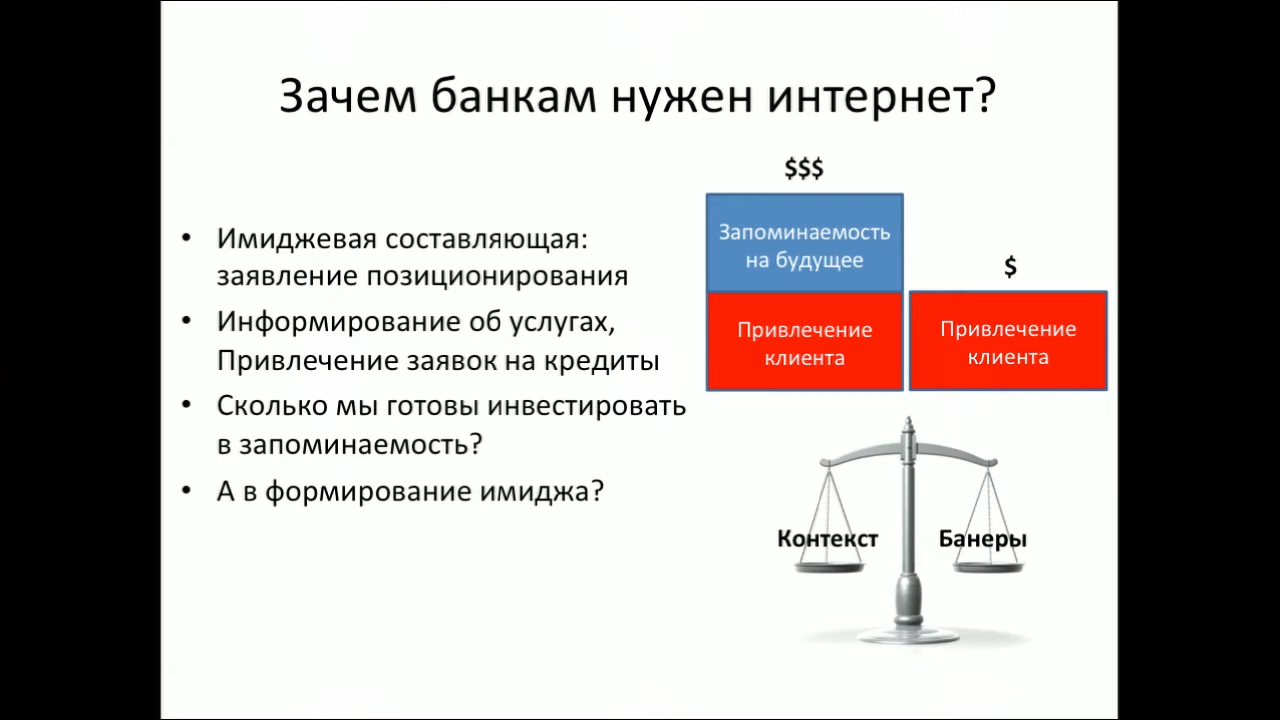 Зачем банкам нужен интернет?
• Имиджевая составляющая:
заявление позиционирования
• Информирование об услугах,
Привлечение заявок на кредиты
• Сколько мы готовы инвестировать
в запоминаемость?
• А в формирование имиджа?
$$$
Запоминаемость
на будущее
Привлечение
клиента
$
Привлечение
клиента
Контекст
Банеры